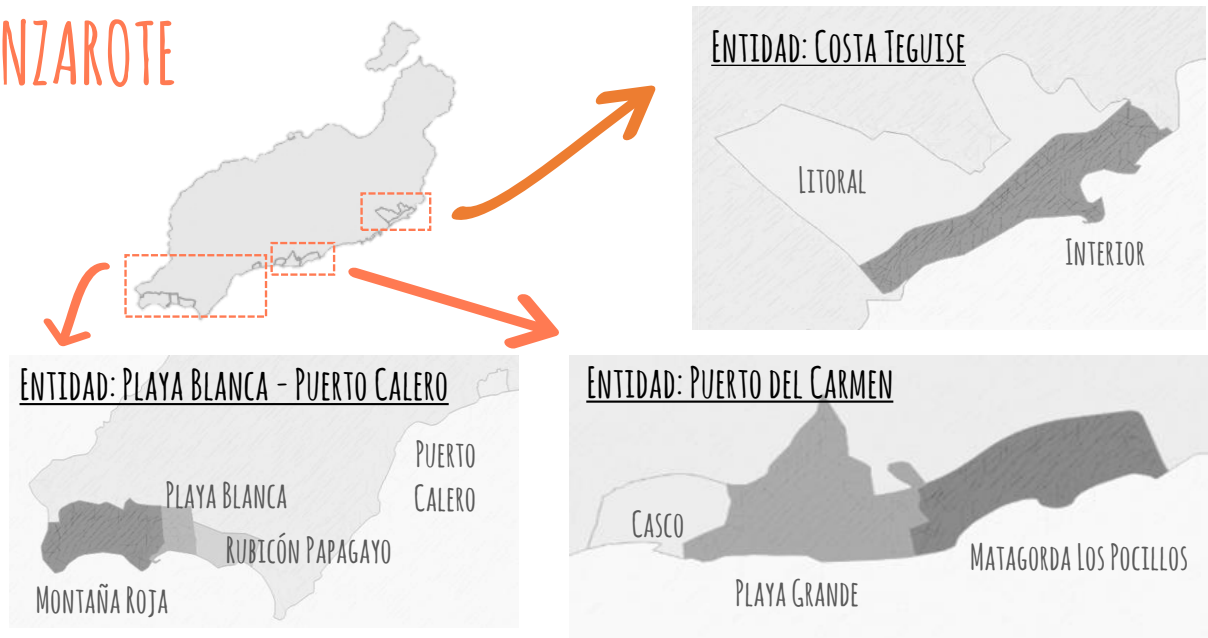 NZAROTE
Entidad: Costa Teguise
Litoral
Interior
Entidad: Playa Blanca - Puerto Calero
Puerto
Calero
Playa Blanca
Rubicón Papagayo
Montaña Roja
Entidad: Puerto del Carmen
Casco
Matagorda Los Pocillos
Playa Grande